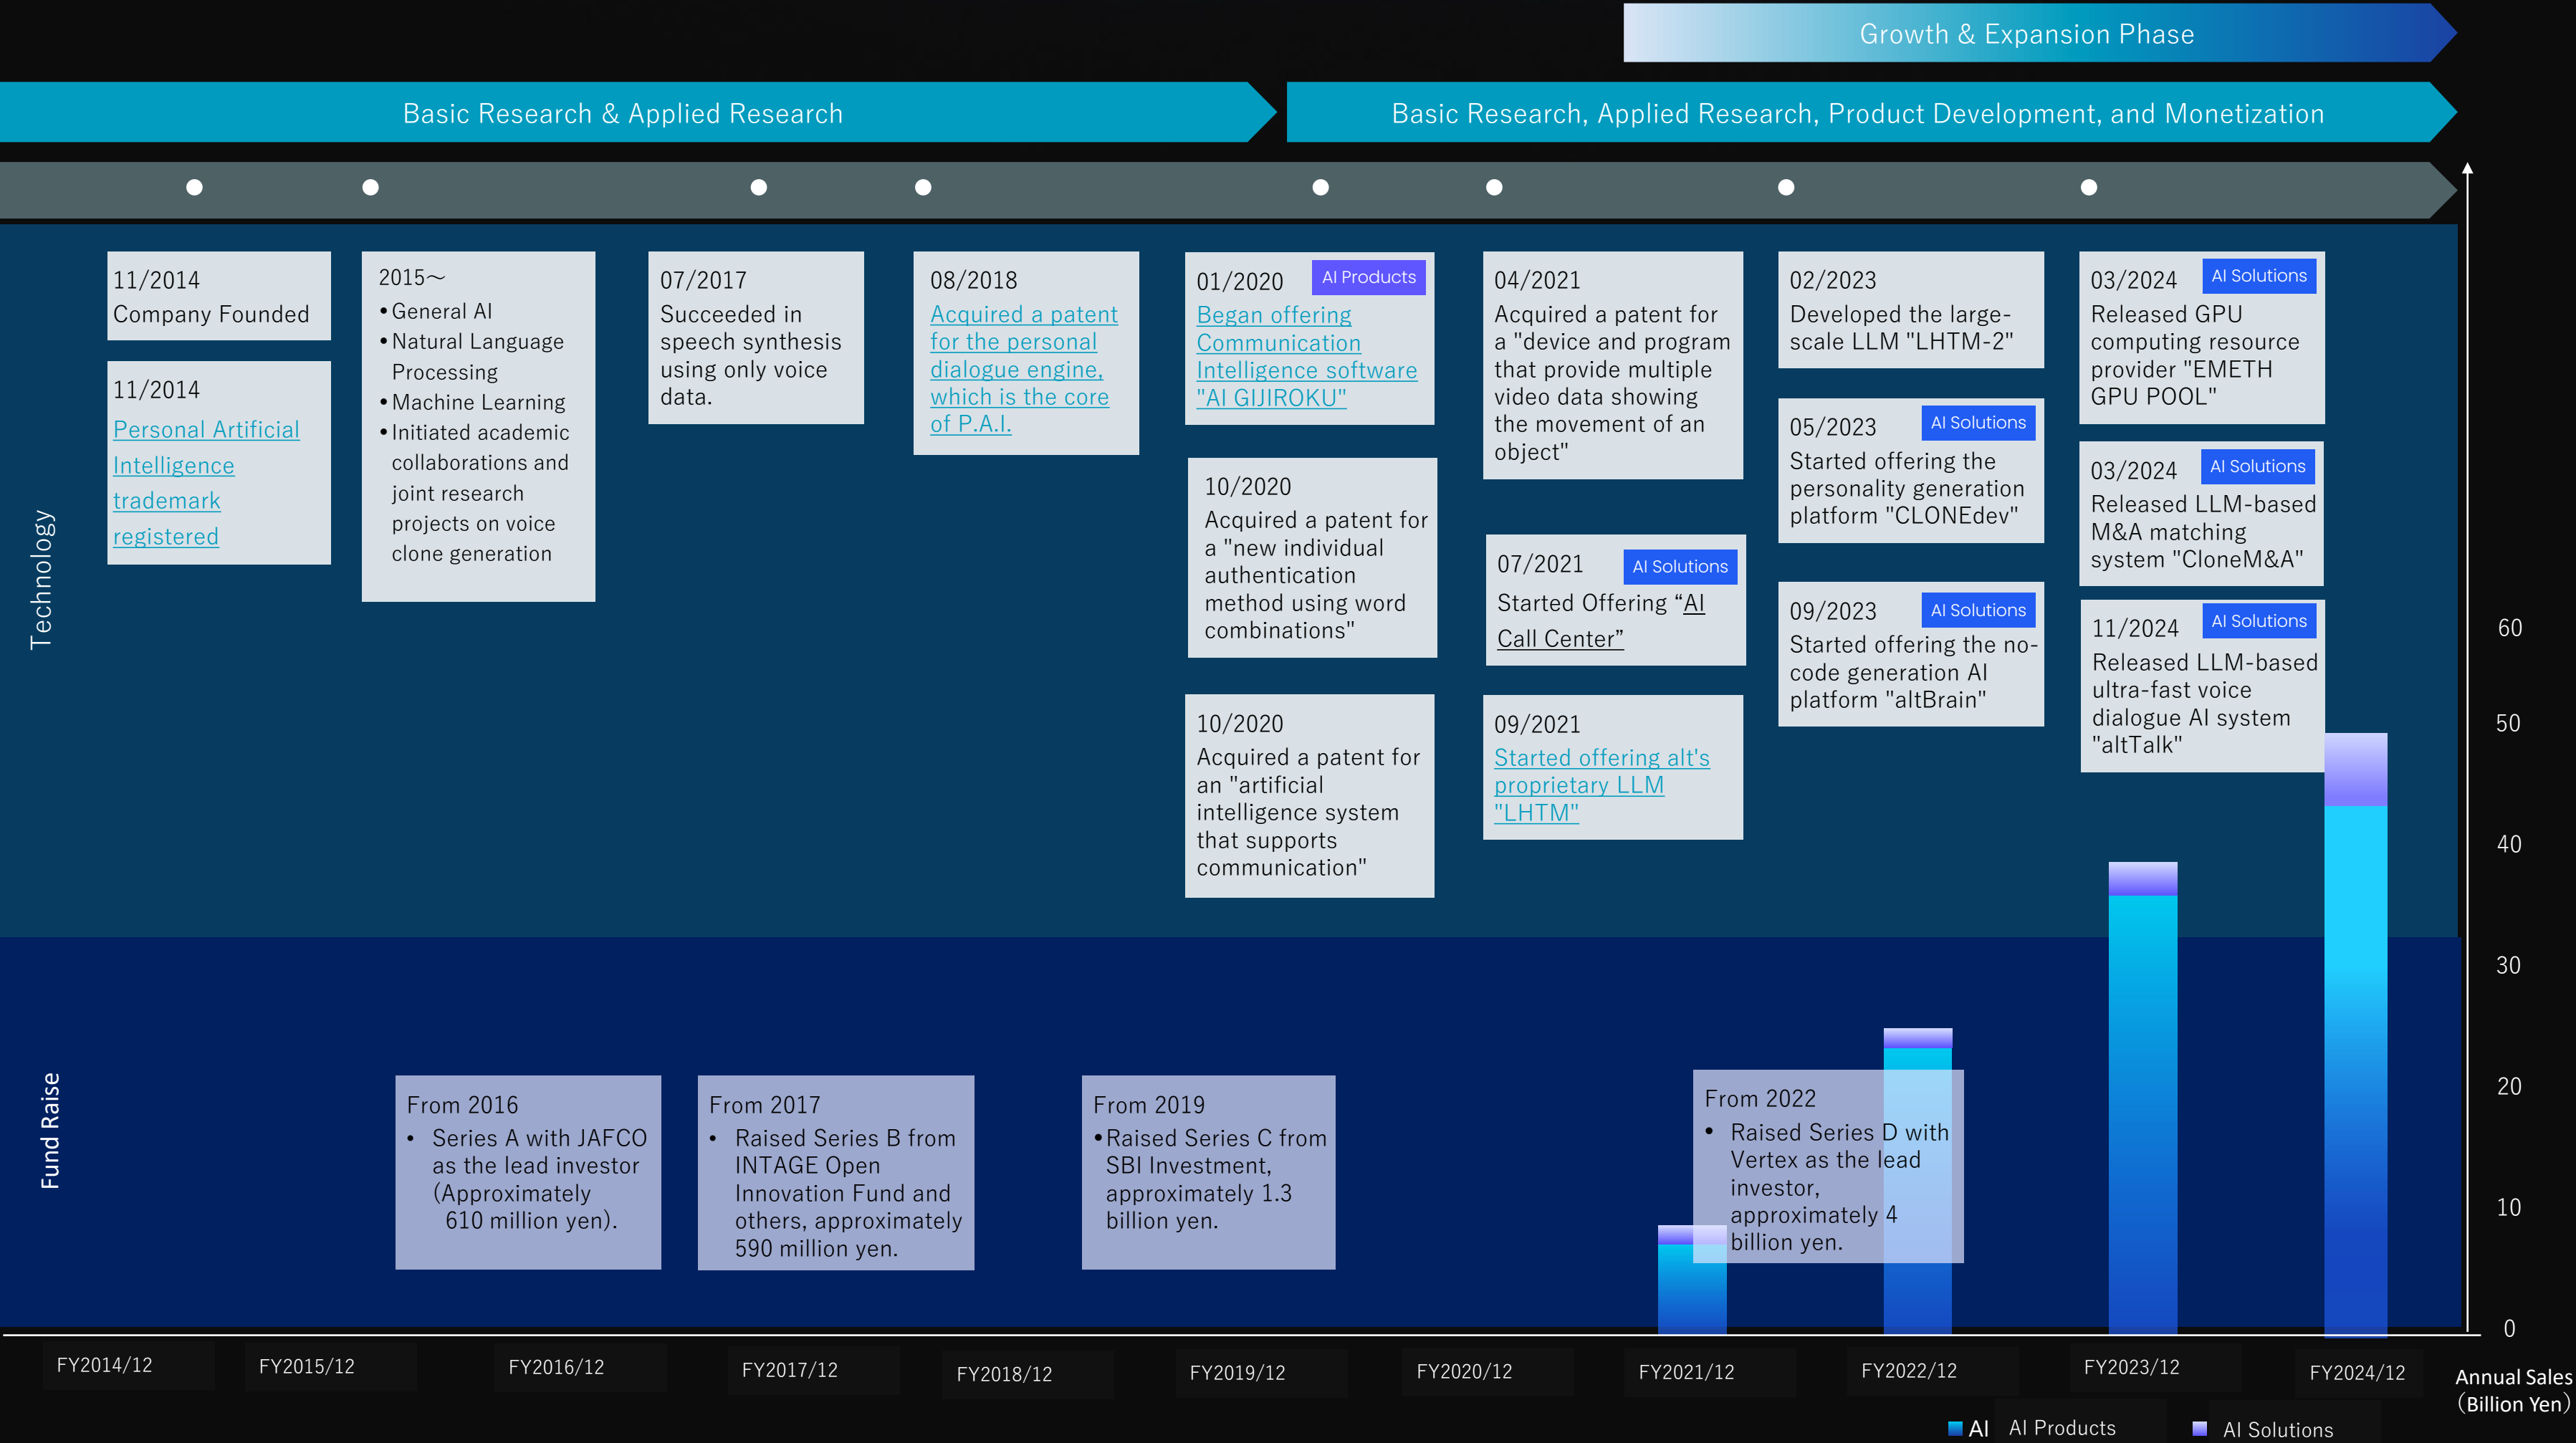 Growth & Expansion Phase
Basic Research & Applied Research
Basic Research, Applied Research, Product Development, and Monetization
Technology
11/2014
Company Founded
11/2014
Personal Artificial
Intelligence
trademark
registered
2015～
•General AI
•Natural Language
Processing
•Machine Learning
•Initiated academic
collaborations and
joint research
projects on voice
clone generation
07/2017
Succeeded in
speech synthesis
using only voice
data.
08/2018
Acquired a patent
for the personal
dialogue engine,
which is the core
of P.A.I.
01/2020
AI Products
Began offering
Communication
Intelligence software
"AI GIJIROKU"
10/2020
Acquired a patent for
a "new individual
authentication
method using word
combinations"
10/2020
Acquired a patent for
an "artificial
intelligence system
that supports
communication"
04/2021
Acquired a patent for
a "device and program
that provide multiple
video data showing
the movement of an
object"
07/2021
AI Solutions
Started Offering “AI
Call Center”
09/2021
Started offering alt's
proprietary LLM
"LHTM"
02/2023
Developed the large-
scale LLM "LHTM-2"
05/2023
AI Solutions
Started offering the
personality generation
platform "CLONEdev"
09/2023
AI Solutions
Started offering the no-
code generation AI
platform "altBrain"
03/2024
AI Solutions
Released GPU
computing resource
provider "EMETH
GPU POOL"
03/2024
AI Solutions
Released LLM-based
M&A matching
system "CloneM&A"
11/2024
AI Solutions
Released LLM-based
ultra-fast voice
dialogue AI system
"altTalk"
60
50
40
30
20
10
0
Fund Raise
From 2016
• Series A with JAFCO
as the lead investor
(Approximately
610 million yen).
From 2017
• Raised Series B from
INTAGE Open
Innovation Fund and
others, approximately
590 million yen.
From 2019
•Raised Series C from
SBI Investment,
approximately 1.3
billion yen.
From 2022
• Raised Series D with
Vertex as the lead
investor,
approximately 4
billion yen.
FY2014/12
FY2015/12
FY2016/12
FY2017/12
FY2018/12
FY2019/12
FY2020/12
FY2021/12
FY2022/12
FY2023/12
FY2024/12
Annual Sales
（Billion Yen）
AI AI Products
AI Solutions